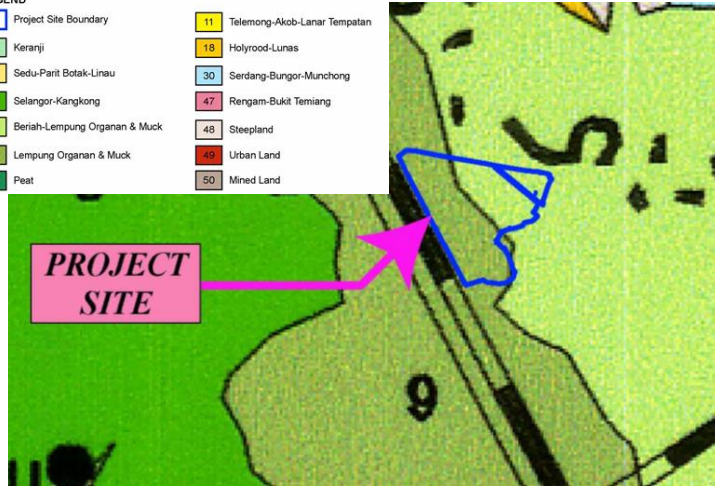 Project Site Boundary
Keranji
Sedu-Parit Botak-Linau
Selangor-Kangkong
Beriah-Lempung Organan & Muck
Lempung Organan & Muck
Peat
11 Telemong-Akob-Lanar Tempatan
18 Holyrood-Lunas
30 Serdang-Bungor-Munchong
47 Rengam-Bukit Temiang
48 Steepland
49 Urban Land
50 Mined Land
S
PROJECT
SITE
9